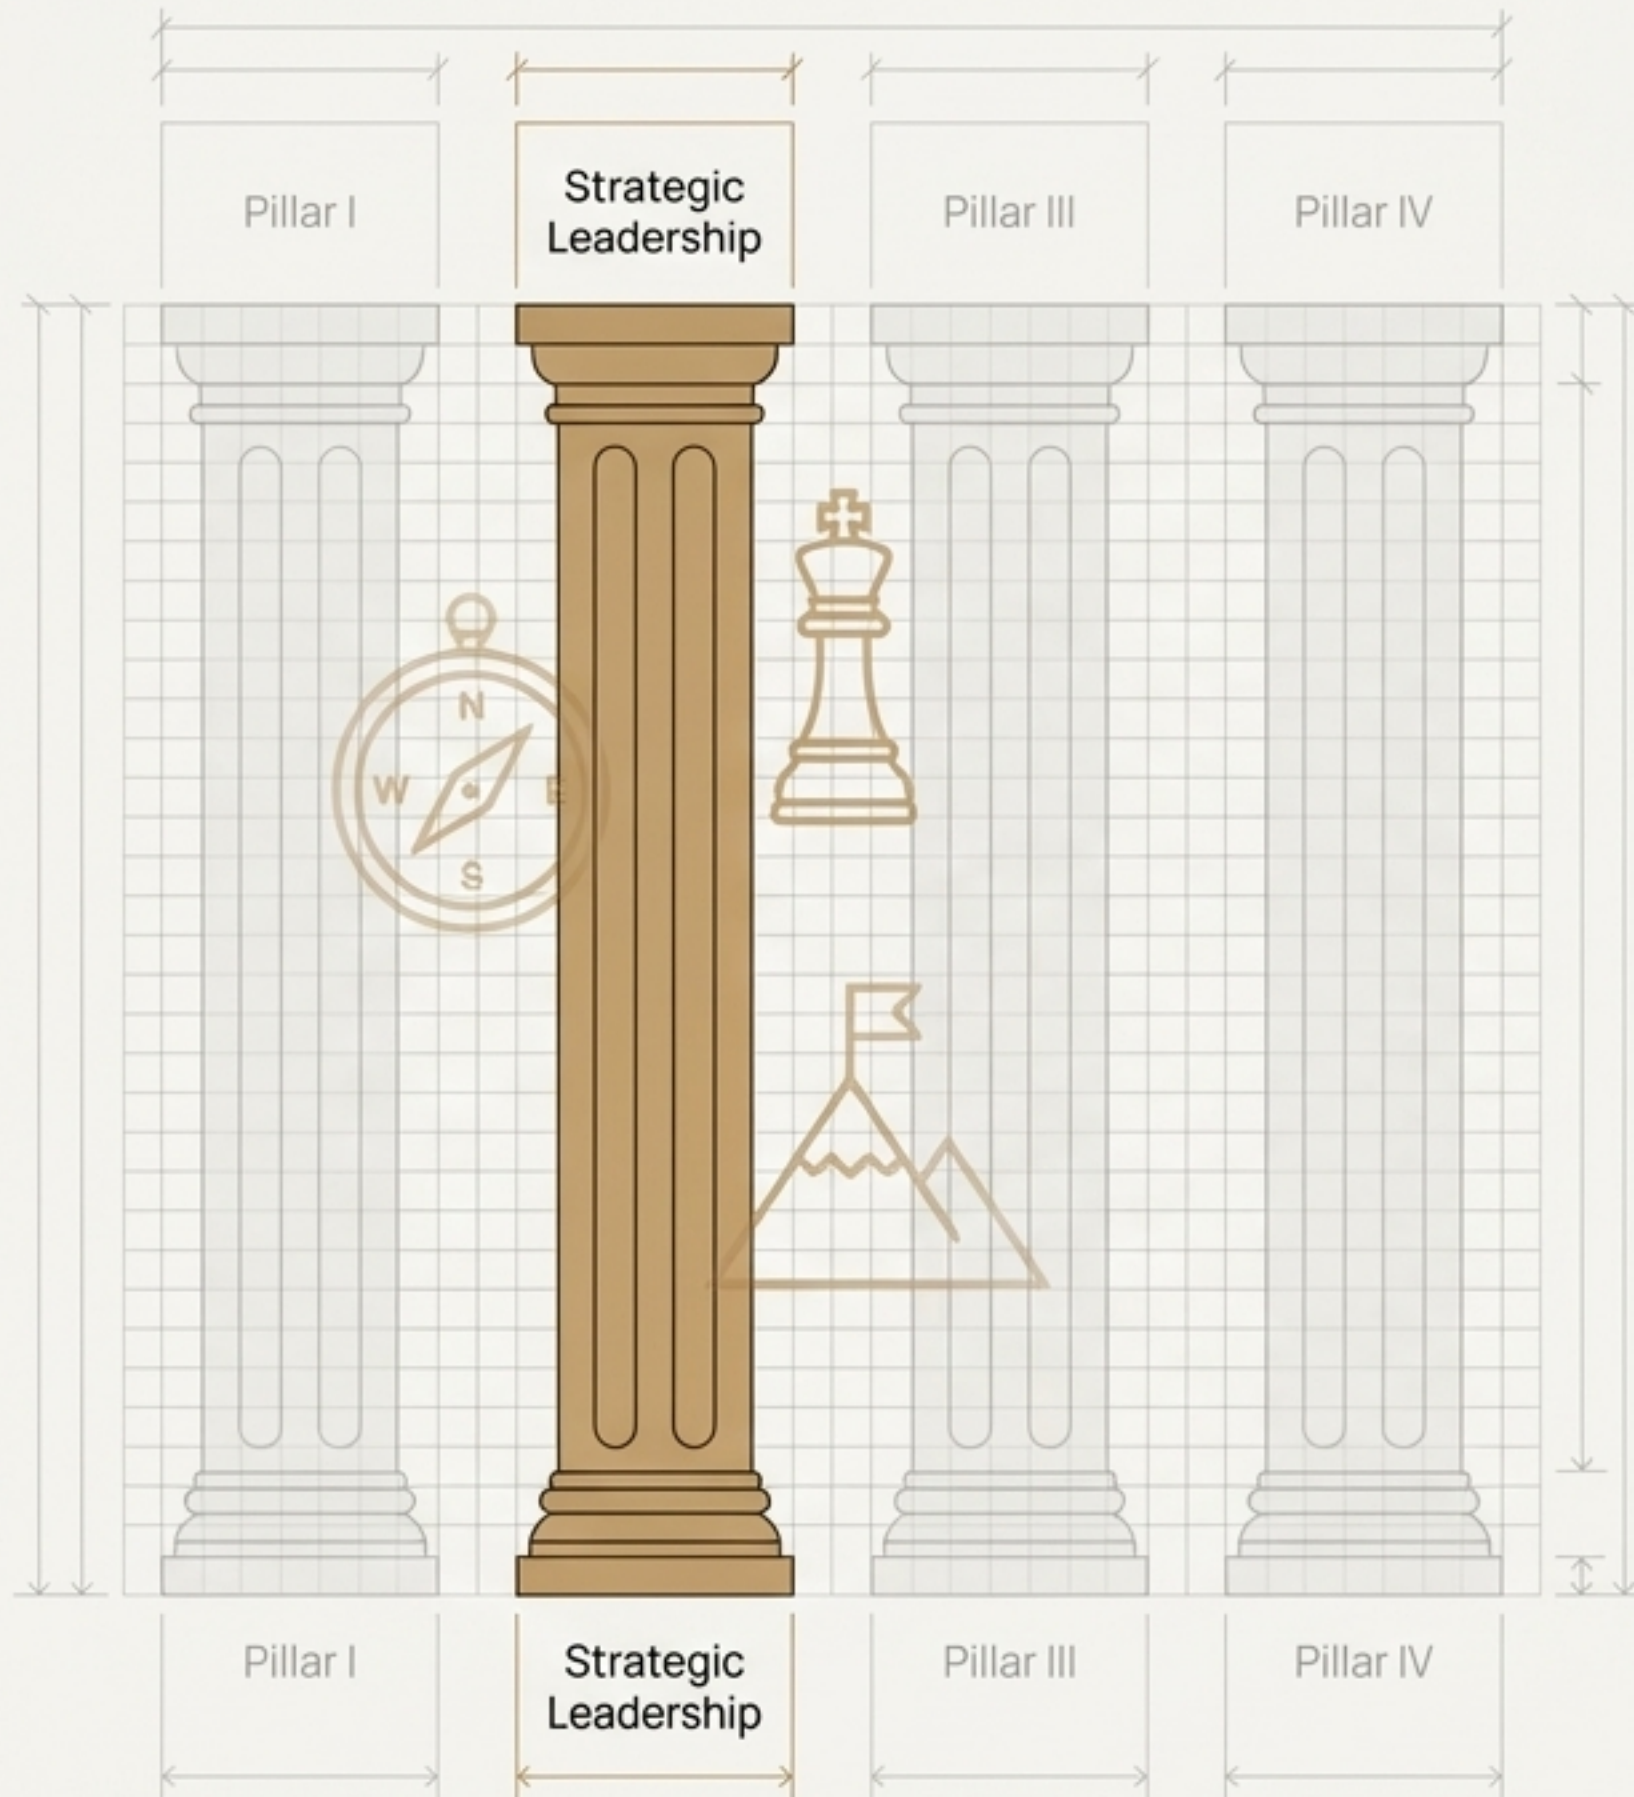 Pillar I
Strategic
Leadership
Pillar III
Pillar IV
N
W
E
S
Pillar I
Strategic
Leadership
Pillar III
Pillar IV